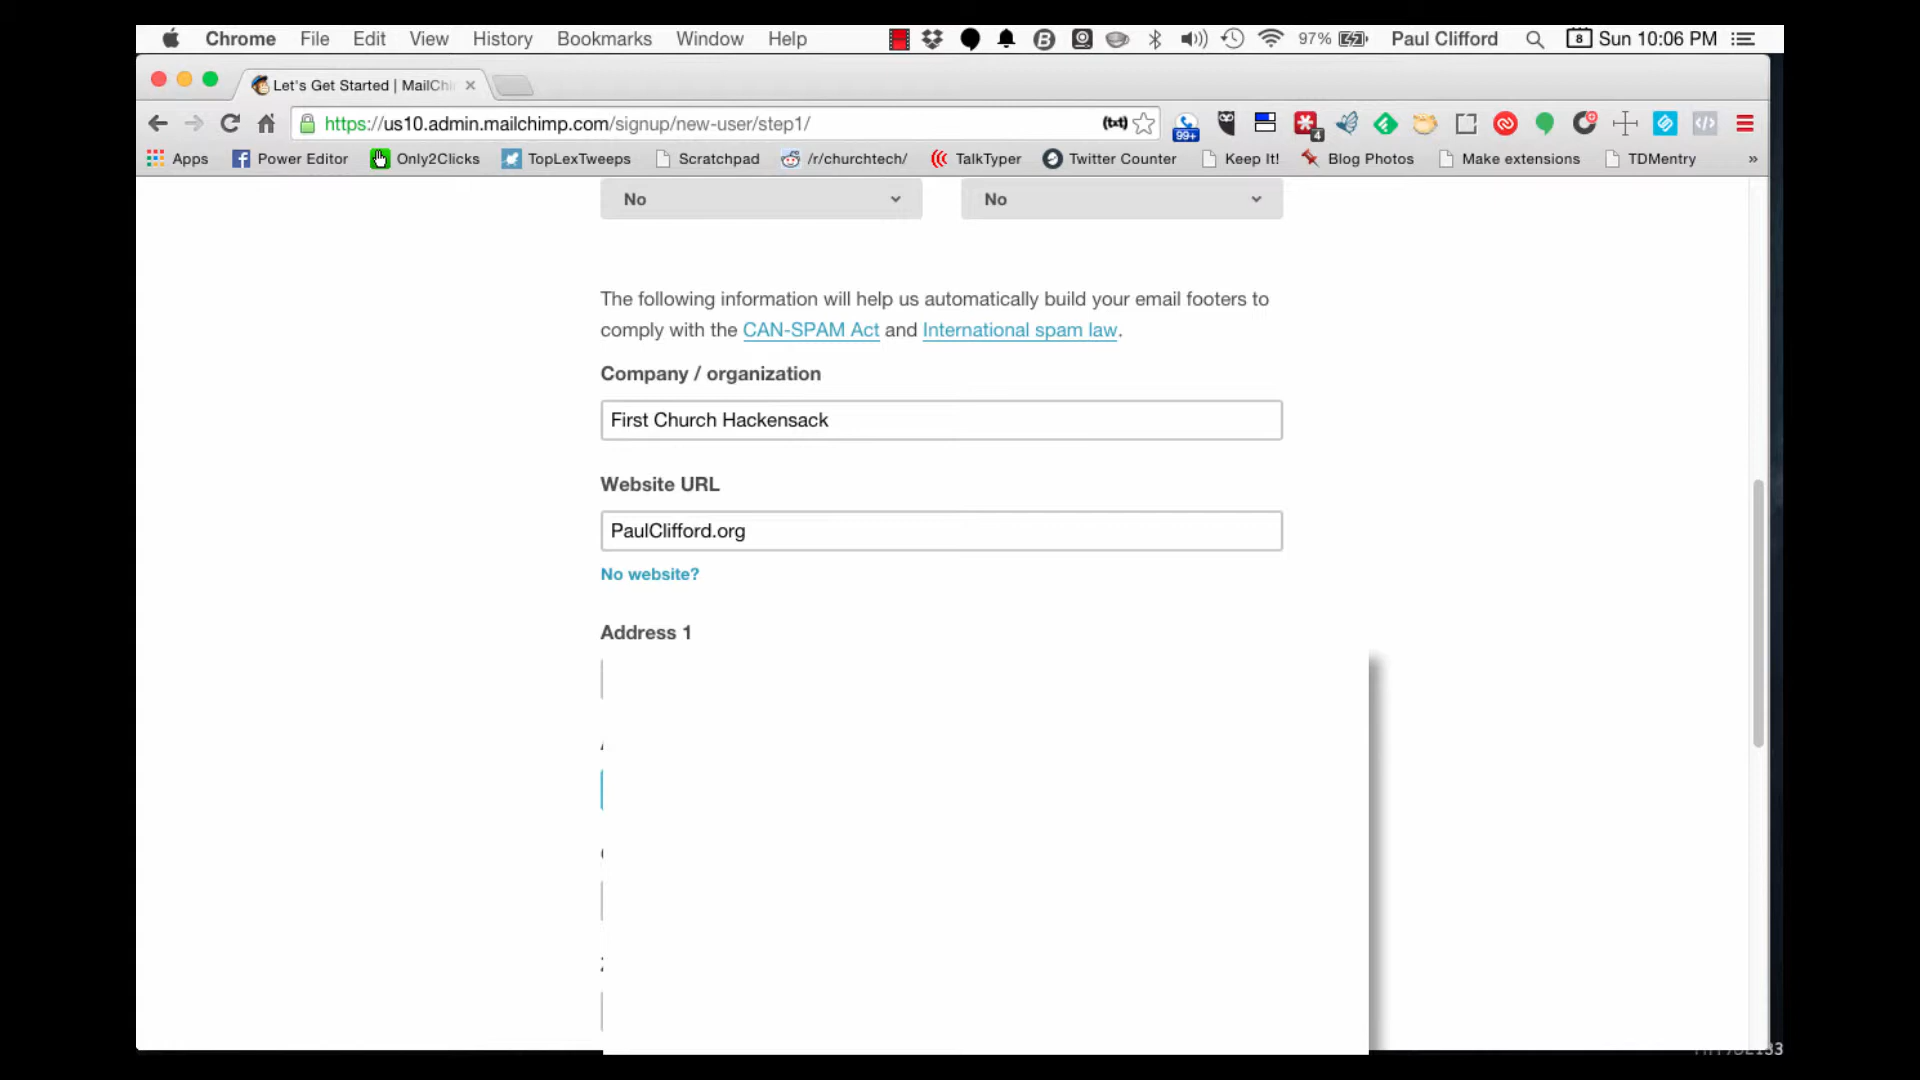 Chrome File Edit View History Bookmarks Window Help 97% Paul Clifford 8 Sun 10:06 PM
Let's Get Started | MailChi
https://us10.admin.mailchimp.com/signup/new-user/step1/ (txt) 99+ 4
Apps Power Editor Only2Clicks TopLexTweeps Scratchpad /r/churchtech/ TalkTyper Twitter Counter Keep It! Blog Photos Make extensions TDMentry »
No No
The following information will help us automatically build your email footers to
comply with the CAN-SPAM Act and International spam law.
Company / organization
First Church Hackensack
Website URL
PaulClifford.org
No website?
Address 1